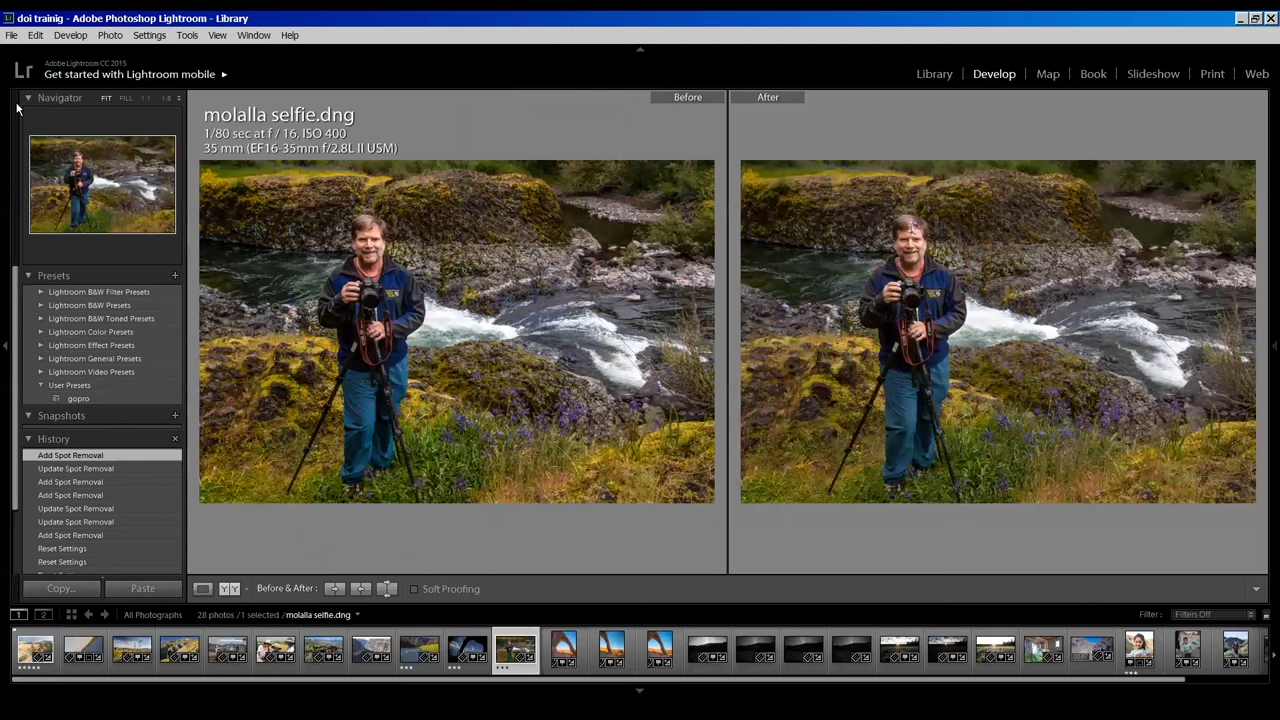 doi trainig - Adobe Photoshop Lightroom - Library
File Edit Develop Photo Settings Tools View Window Help
Lr
Adobe Lightroom CC 2015
Get started with Lightroom mobile
Library Develop Map Book Slideshow Print Web
Navigator FIT FILL 1:1 1:8
Before After
molalla selfie.dng
1/80 sec at f / 16, ISO 400
35 mm (EF16-35mm f/2.8L II USM)
Presets +
Lightroom B&W Filter Presets
Lightroom B&W Presets
Lightroom B&W Toned Presets
Lightroom Color Presets
Lightroom Effect Presets
Lightroom General Presets
Lightroom Video Presets
User Presets
gopro
Snapshots +
History ×
Add Spot Removal
Update Spot Removal
Add Spot Removal
Add Spot Removal
Update Spot Removal
Update Spot Removal
Add Spot Removal
Reset Settings
Reset Settings
Copy... Paste
YY Before & After : Soft Proofing
1 2 All Photographs 28 photos /1 selected /molalla selfie.dng Filter : Filters Off